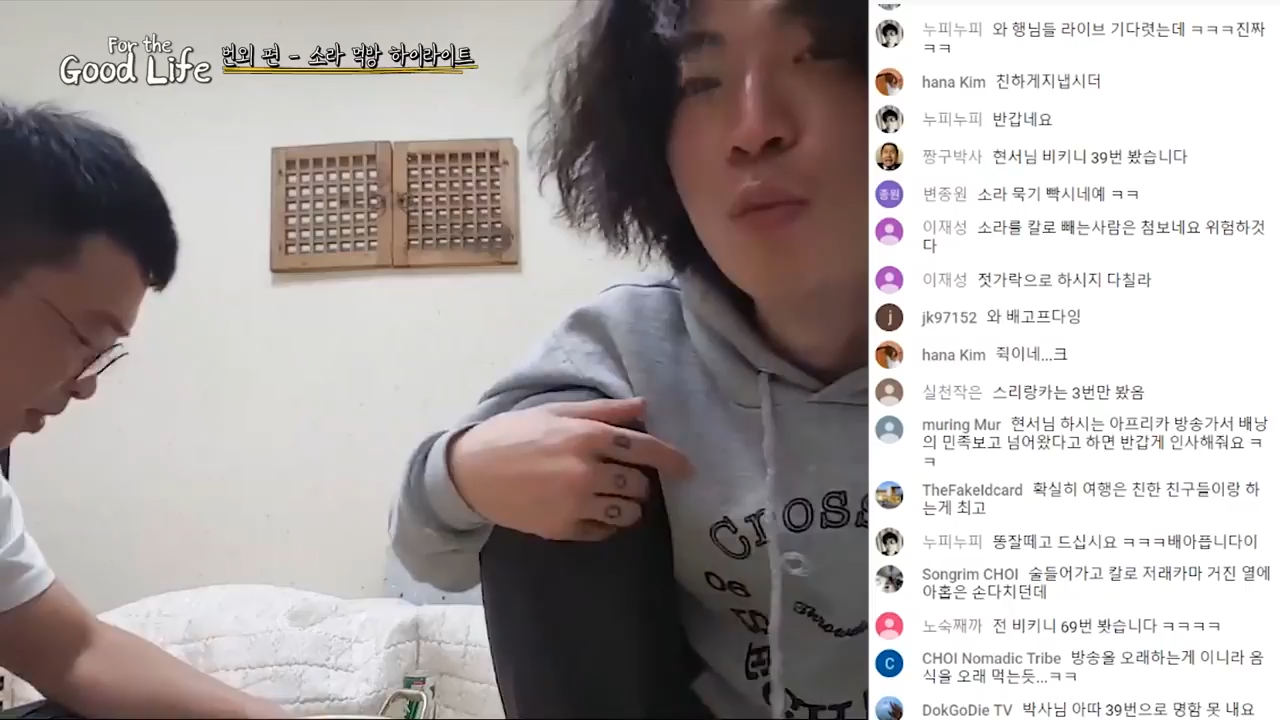 For the
Good Life
번외 편 - 소라 먹방 하이라이트
Cross
06
누피누피 와 행님들 라이브 기다렷는데 ㅋㅋㅋ진짜
ㅋㅋ
hana Kim 친하게지냅시더
누피누피 반갑네요
짱구박사 현서님 비키니 39번 봤습니다
종원
변종원 소라 묵기 빡시네예 ㅋㅋ
이재성 소라를 칼로 빼는사람은 첨보네요 위험하것
다
이재성 젓가락으로 하시지 다칠라
j
jk97152 와 배고프다잉
hana Kim 쥑이네...크
실천작은 스리랑카는 3번만 봤음
muring Mur 현서님 하시는 아프리카 방송가서 배낭
의 민족보고 넘어왔다고 하면 반갑게 인사해줘요 ㅋ
ㅋ
TheFakeIdcard 확실히 여행은 친한 친구들이랑 하
는게 최고
누피누피 똥잘떼고 드십시요 ㅋㅋㅋ배아픕니다이
Songrim CHOI 술들어가고 칼로 저래카마 거진 열에
아홉은 손다치던데
노숙째까 전 비키니 69번 봣습니다 ㅋㅋㅋㅋ
C
CHOI Nomadic Tribe 방송을 오래하는게 이니라 음
식을 오래 먹는듯...ㅋㅋ
DokGoDie TV 박사님 아따 39번으로 명함 못 내요